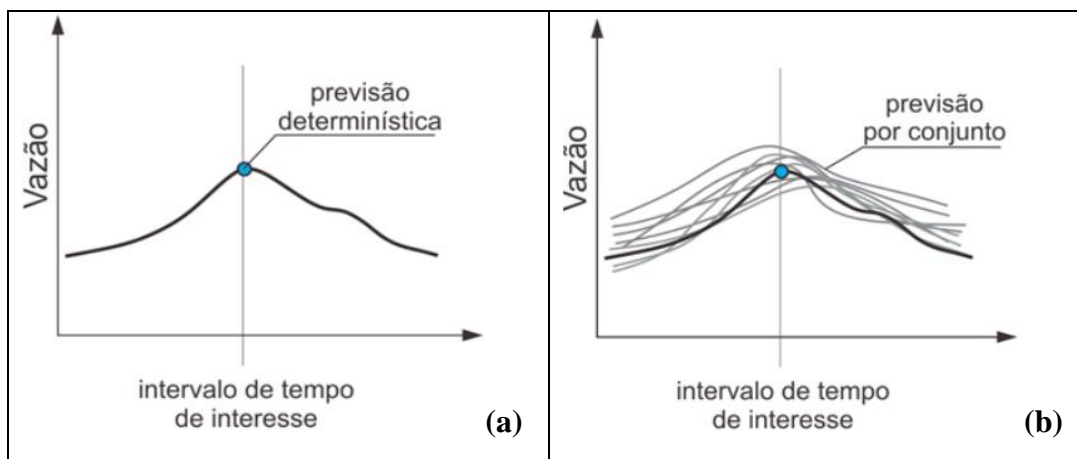 Vazão
previsão
determinística
intervalo de tempo
de interesse
(a)
Vazão
previsão
por conjunto
intervalo de tempo
de interesse
(b)